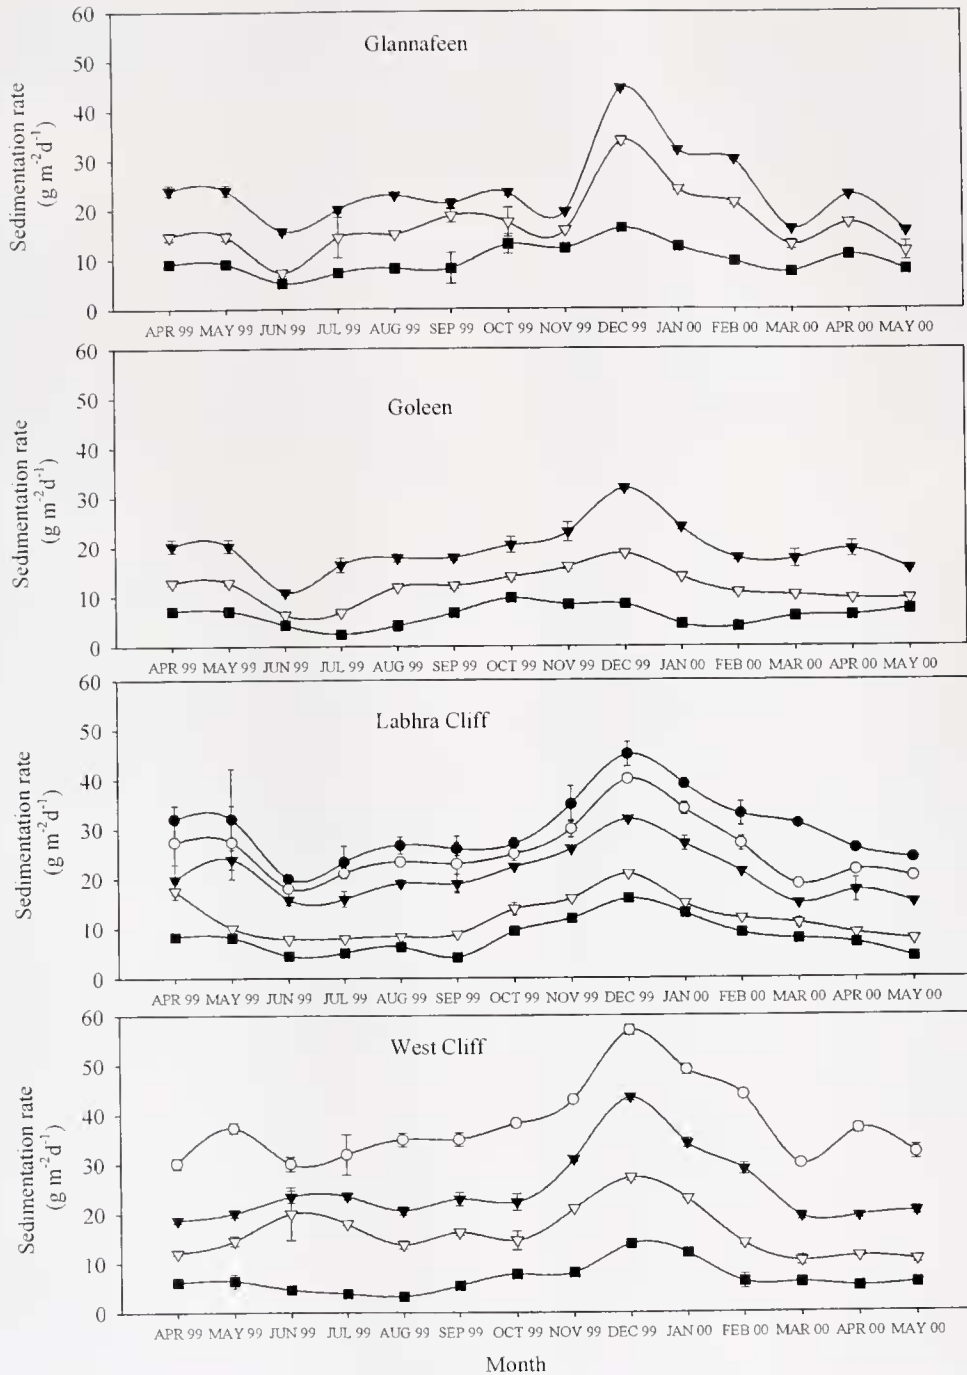 Glannafeen
Sedimentation rate
(g m⁻²d⁻¹)
60
50
40
30
20
10
0
APR 99 MAY 99 JUN 99 JUL 99 AUG 99 SEP 99 OCT 99 NOV 99 DEC 99 JAN 00 FEB 00 MAR 00 APR 00 MAY 00
Goleen
Sedimentation rate
(g m⁻²d⁻¹)
60
50
40
30
20
10
0
APR 99 MAY 99 JUN 99 JUL 99 AUG 99 SEP 99 OCT 99 NOV 99 DEC 99 JAN 00 FEB 00 MAR 00 APR 00 MAY 00
Labhra Cliff
Sedimentation rate
(g m⁻²d⁻¹)
60
50
40
30
20
10
0
APR 99 MAY 99 JUN 99 JUL 99 AUG 99 SEP 99 OCT 99 NOV 99 DEC 99 JAN 00 FEB 00 MAR 00 APR 00 MAY 00
West Cliff
Sedimentation rate
(g m⁻²d⁻¹)
60
50
40
30
20
10
0
APR 99 MAY 99 JUN 99 JUL 99 AUG 99 SEP 99 OCT 99 NOV 99 DEC 99 JAN 00 FEB 00 MAR 00 APR 00 MAY 00
Month